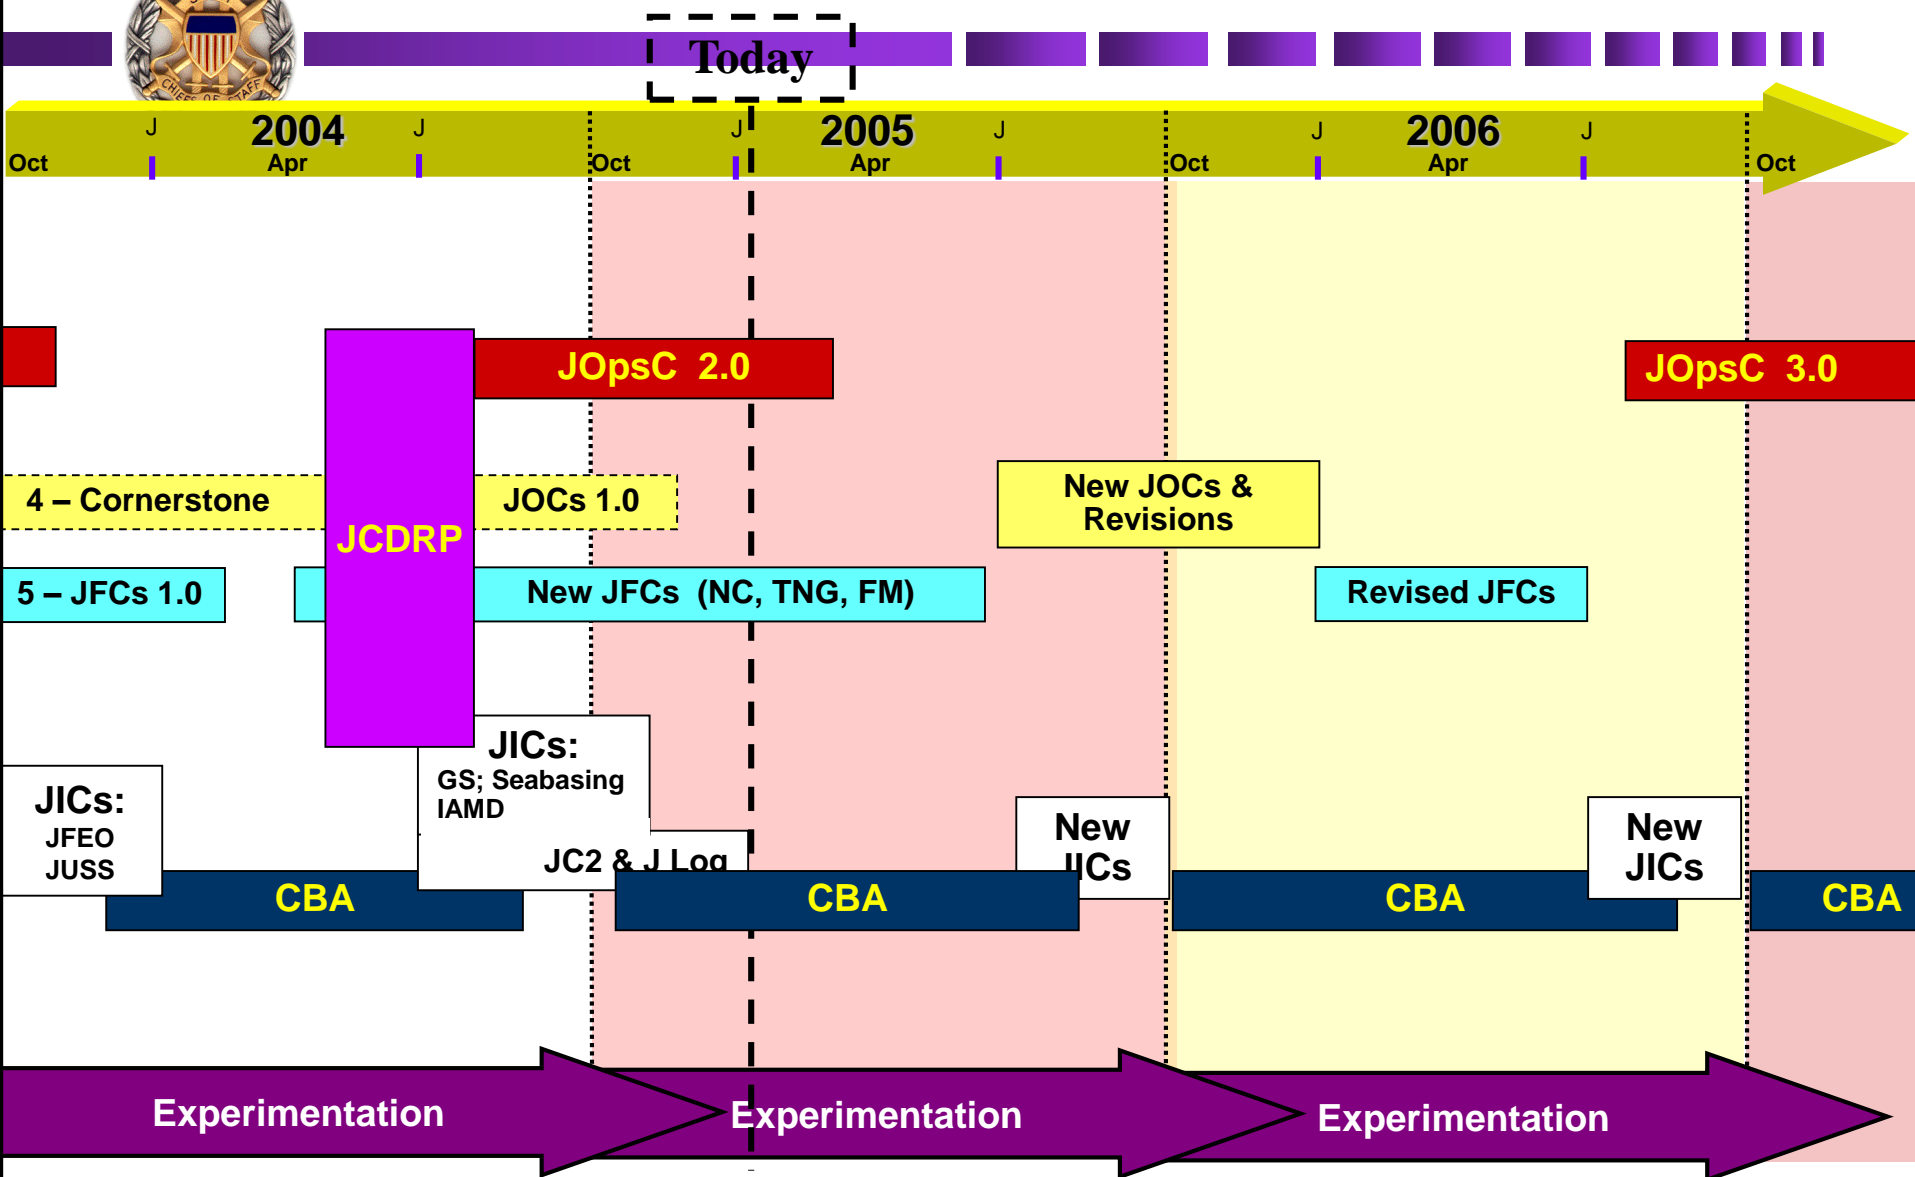 Today
CHIEFS OF STAFF
J 2004 J J 2005 J J 2006 J
Oct Apr Oct Apr Oct Apr Oct
JOpsC 2.0
JOpsC 3.0
4 – Cornerstone
JOCs 1.0
New JOCs &
Revisions
JCDRP
5 – JFCs 1.0
New JFCs (NC, TNG, FM)
Revised JFCs
JICs:
GS; Seabasing
IAMD
JC2 & J Log
JICs:
JFEO
JUSS
New
JICs
New
JICs
CBA
CBA
CBA
CBA
Experimentation
Experimentation
Experimentation